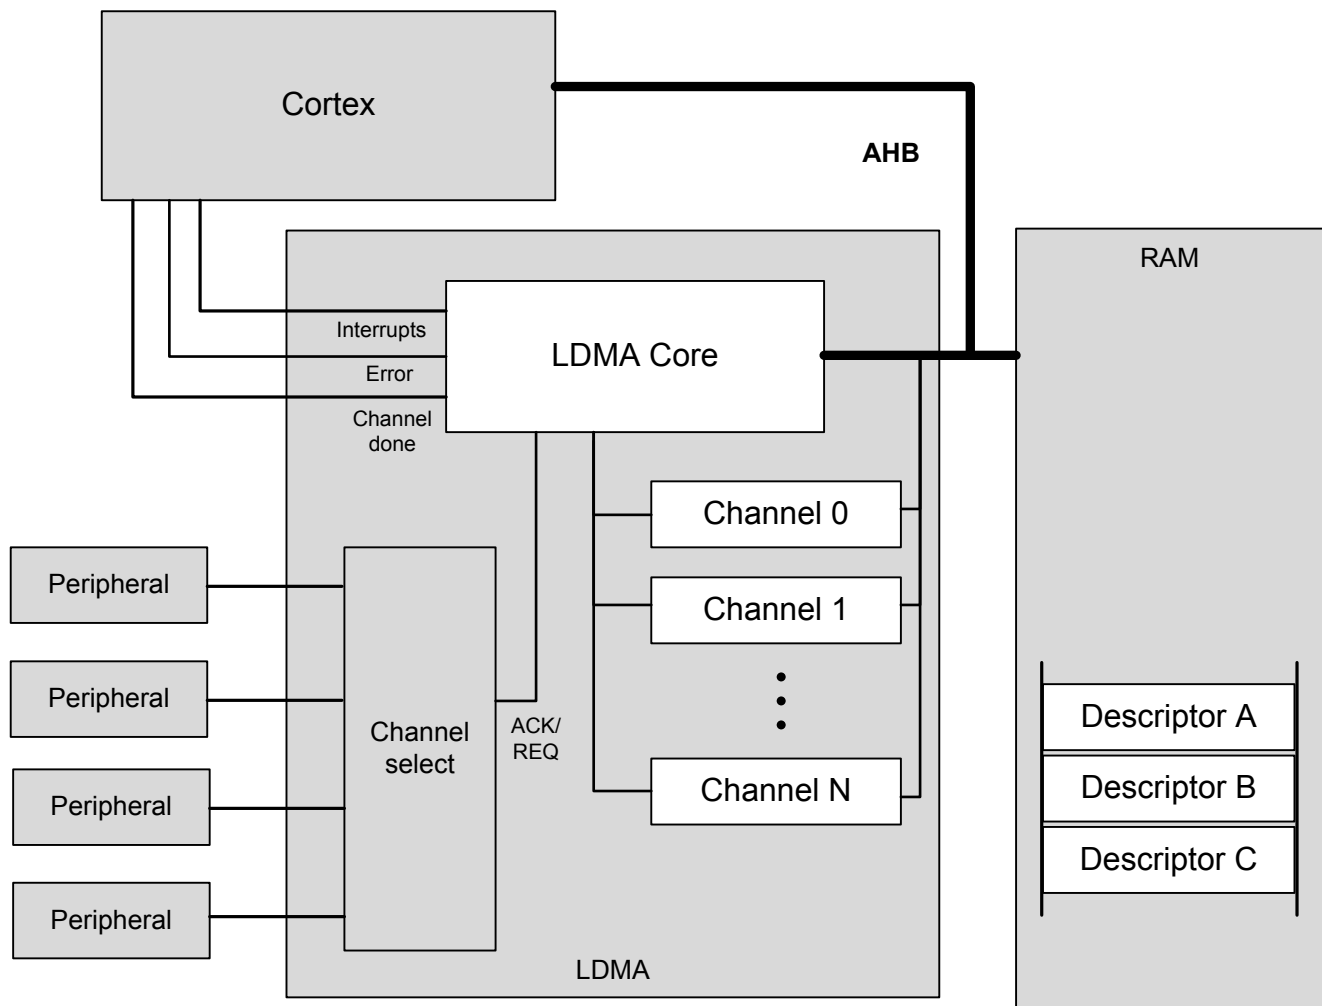 Cortex
AHB
RAM
Interrupts
LDMA Core
Error
Channel
done
Channel 0
Peripheral
Channel 1
Peripheral
Channel
select
ACK/
REQ
Descriptor A
Peripheral
Channel N
Descriptor B
Descriptor C
Peripheral
LDMA